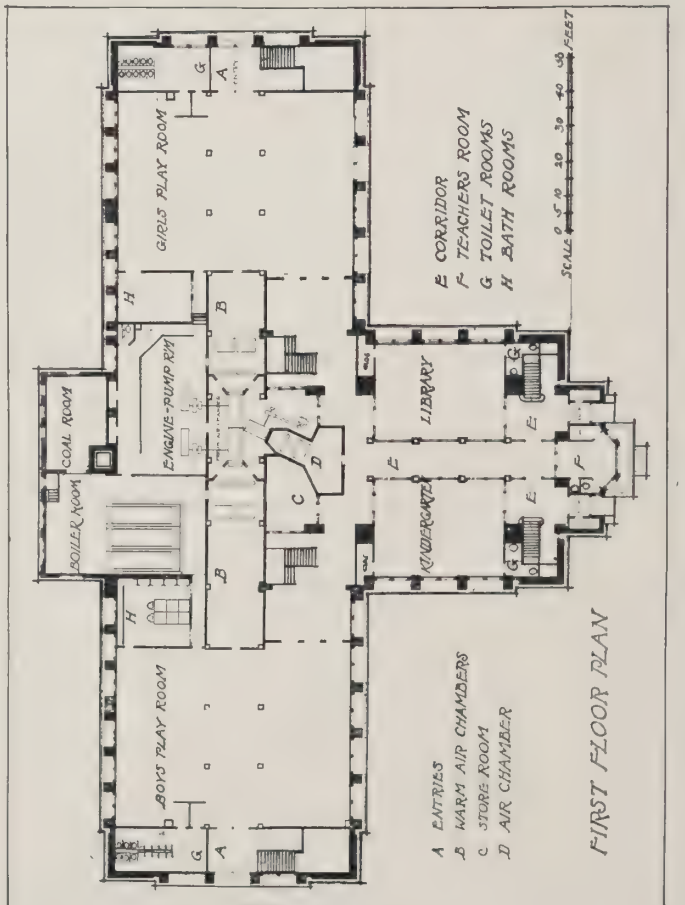 BOILER ROOM
COAL ROOM
H
H
BOYS PLAY ROOM
ENGINE-PUMP RM
GIRLS PLAY ROOM
G
G
A
B
B
A
C
D
E
KINDERGARTEN
LIBRARY
G
G
E
E
F
A ENTRIES
B WARM AIR CHAMBERS
C STORE ROOM
D AIR CHAMBER
E CORRIDOR
F TEACHERS ROOM
G TOILET ROOMS
H BATH ROOMS
FIRST FLOOR PLAN
SCALE 0 5 10 20 30 40 50 FEET